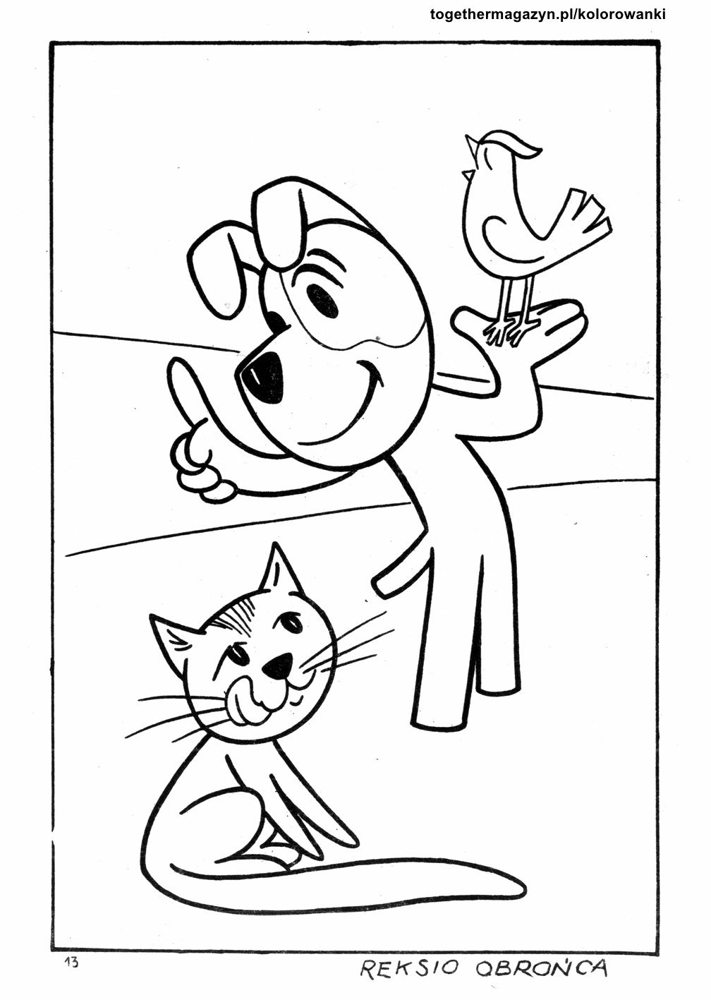 togethermagazyn.pl/kolorowanki
13
REKSIO OBROŃCA